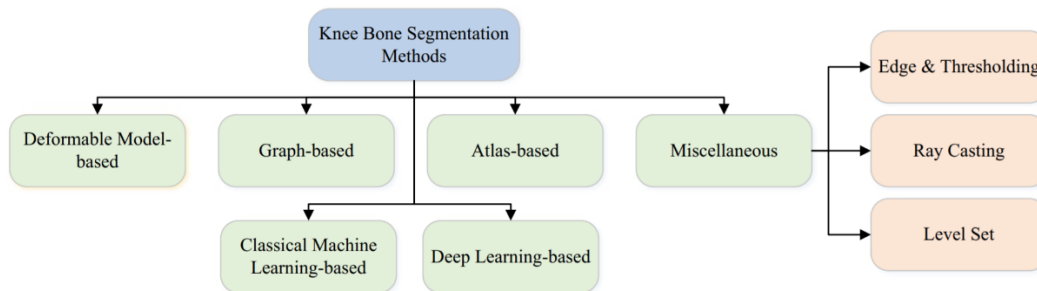 Knee Bone Segmentation
Methods
Edge & Thresholding
Deformable Model-
based
Graph-based
Atlas-based
Miscellaneous
Ray Casting
Classical Machine
Learning-based
Deep Learning-based
Level Set